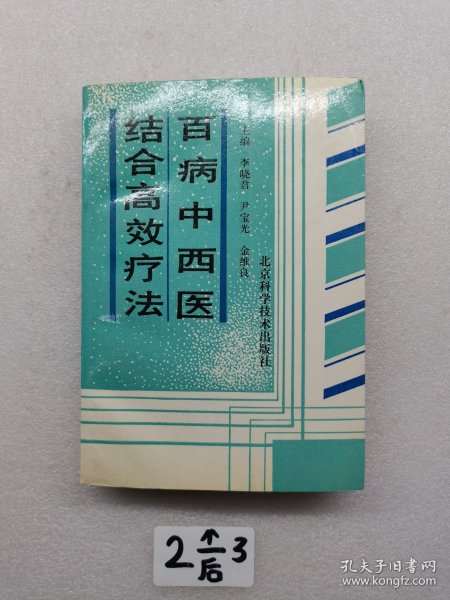 百病中西医
结合高效疗法
主编 李晓君 尹宝光 金维良
北京科学技术出版社
2个后3
孔夫子旧书网
www.kongfz.com